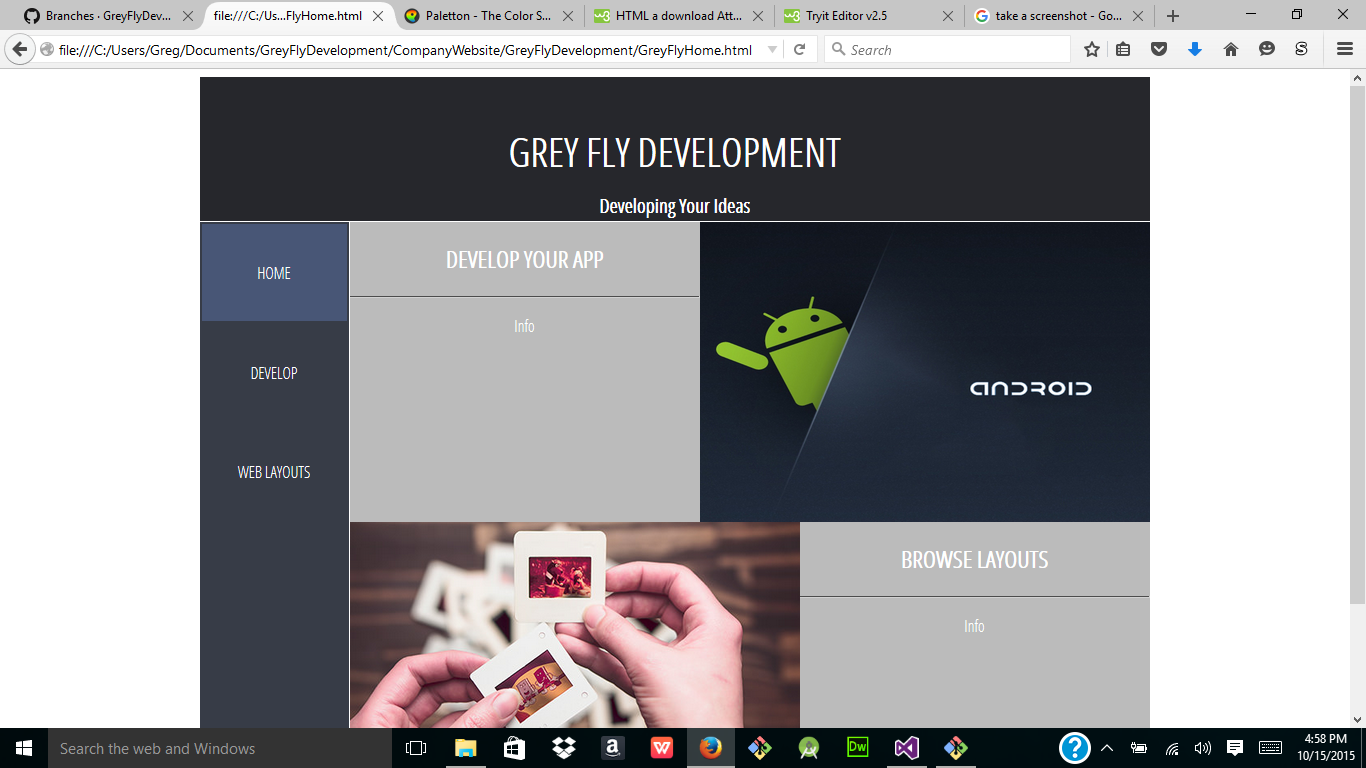 Branches · GreyFlyDev...
file:///C:/Us...FlyHome.html
Paletton - The Color S...
HTML a download Att...
Tryit Editor v2.5
take a screenshot - Go...
file:///C:/Users/Greg/Documents/GreyFlyDevelopment/CompanyWebsite/GreyFlyDevelopment/GreyFlyHome.html
Search
GREY FLY DEVELOPMENT
Developing Your Ideas
HOME
DEVELOP
WEB LAYOUTS
DEVELOP YOUR APP
Info
ANDROID
BROWSE LAYOUTS
Info
Search the web and Windows
Dw
4:58 PM
10/15/2015